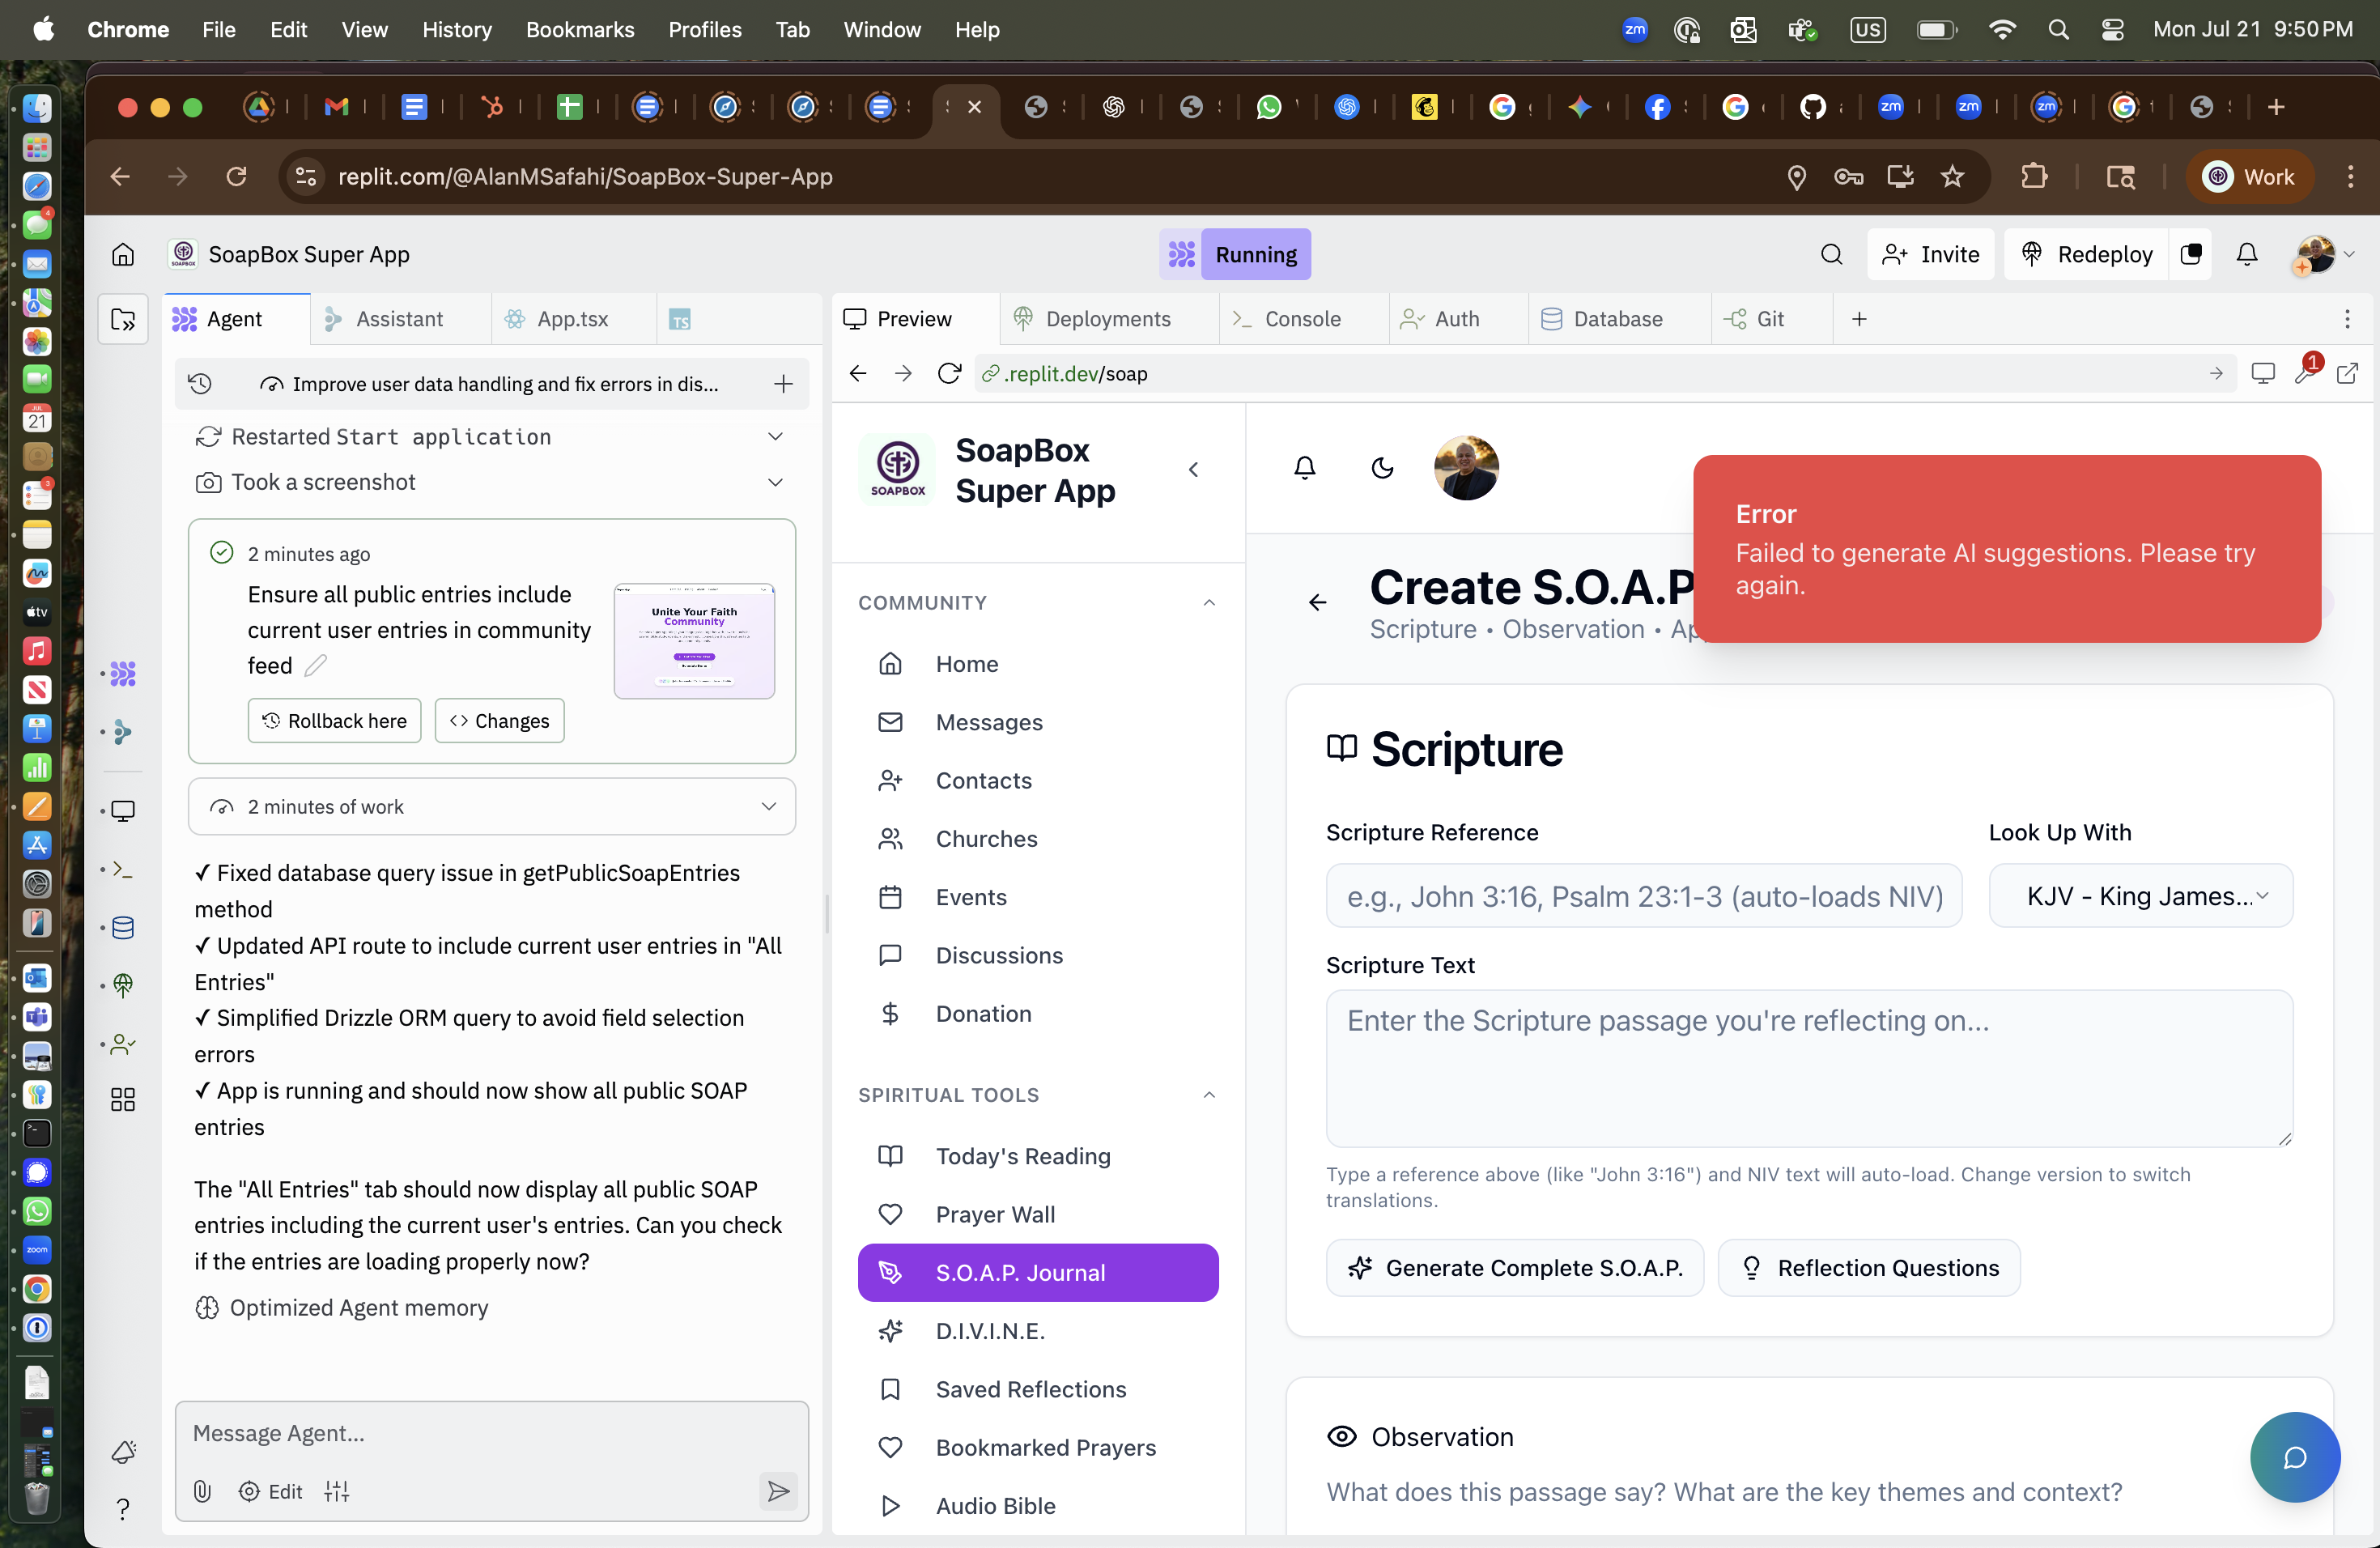 Chrome File Edit View History Bookmarks Profiles Tab Window Help
zm US Mon Jul 21 9:50 PM
replit.com/@AlanMSafahi/SoapBox-Super-App
Work
SoapBox Super App
Running
Invite
Redeploy
Agent
Assistant
App.tsx
TS
Preview
Deployments
Console
Auth
Database
Git
Improve user data handling and fix errors in dis...
.replit.dev/soap
1
Restarted Start application
Took a screenshot
2 minutes ago
Ensure all public entries include
current user entries in community
feed
Unite Your Faith
Community
Rollback here
Changes
2 minutes of work
✓ Fixed database query issue in getPublicSoapEntries
method
✓ Updated API route to include current user entries in "All
Entries"
✓ Simplified Drizzle ORM query to avoid field selection
errors
✓ App is running and should now show all public SOAP
entries
The "All Entries" tab should now display all public SOAP
entries including the current user's entries. Can you check
if the entries are loading properly now?
Optimized Agent memory
Message Agent...
Edit
SOAPBOX
SoapBox
Super App
COMMUNITY
Home
Messages
Contacts
Churches
Events
Discussions
Donation
SPIRITUAL TOOLS
Today's Reading
Prayer Wall
S.O.A.P. Journal
D.I.V.I.N.E.
Saved Reflections
Bookmarked Prayers
Audio Bible
Error
Failed to generate AI suggestions. Please try
again.
Create S.O.A.P
Scripture • Observation • Ap
Scripture
Scripture Reference
Look Up With
e.g., John 3:16, Psalm 23:1-3 (auto-loads NIV)
KJV - King James...
Scripture Text
Enter the Scripture passage you're reflecting on...
Type a reference above (like "John 3:16") and NIV text will auto-load. Change version to switch
translations.
Generate Complete S.O.A.P.
Reflection Questions
Observation
What does this passage say? What are the key themes and context?